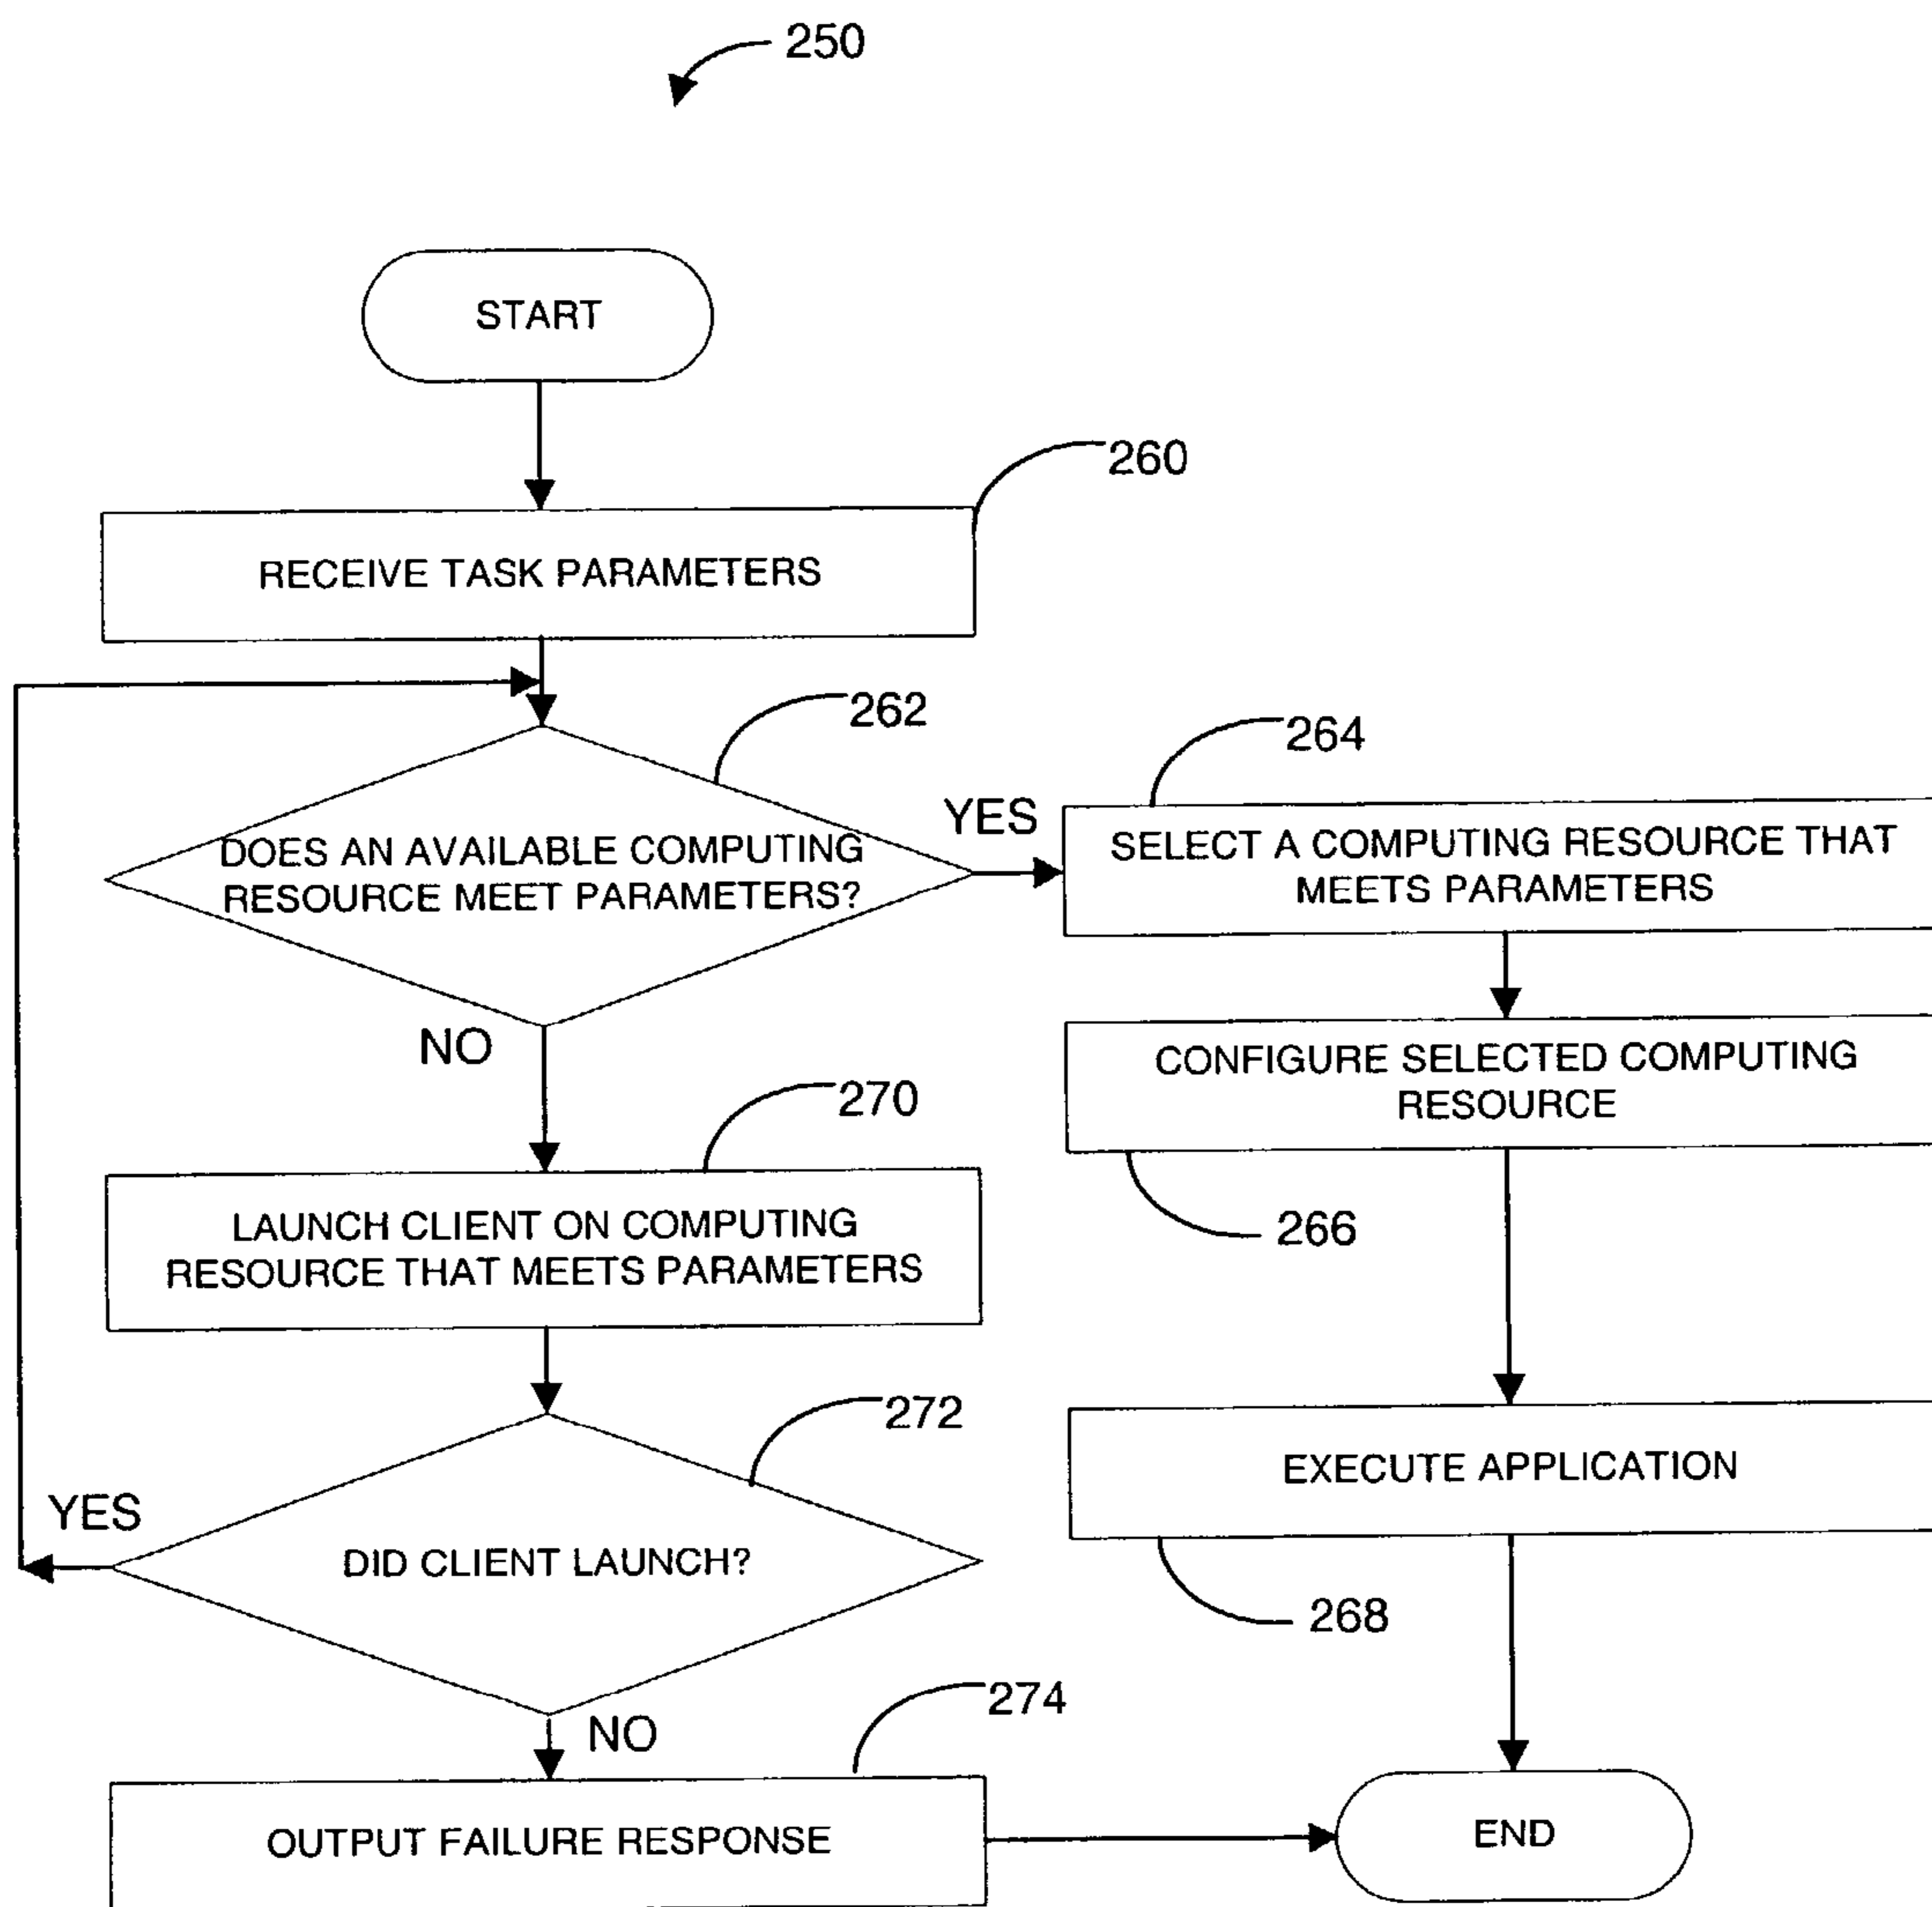 250
START
260
RECEIVE TASK PARAMETERS
262
264
DOES AN AVAILABLE COMPUTING
RESOURCE MEET PARAMETERS?
YES
SELECT A COMPUTING RESOURCE THAT
MEETS PARAMETERS
NO
CONFIGURE SELECTED COMPUTING
RESOURCE
266
270
LAUNCH CLIENT ON COMPUTING
RESOURCE THAT MEETS PARAMETERS
272
YES
DID CLIENT LAUNCH?
EXECUTE APPLICATION
268
NO
274
OUTPUT FAILURE RESPONSE
END